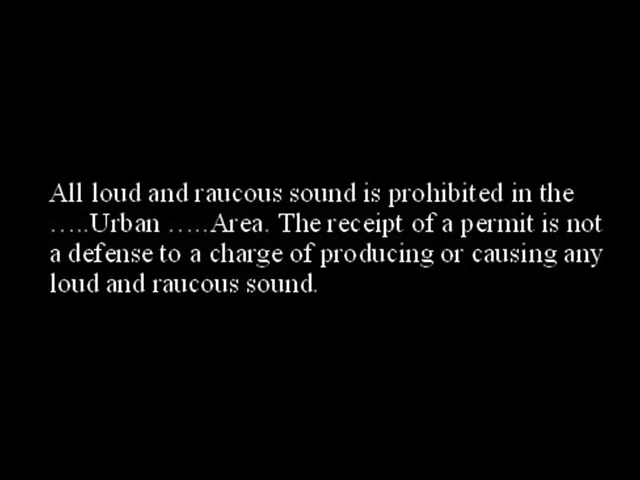 All loud and raucous sound is prohibited in the
…..Urban …..Area. The receipt of a permit is not
a defense to a charge of producing or causing any
loud and raucous sound.